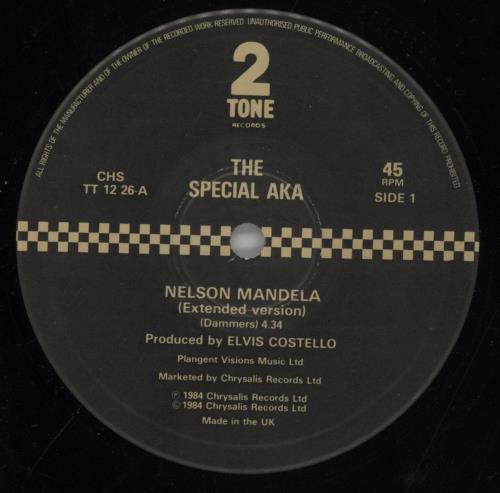 ALL RIGHTS OF THE MANUFACTURER AND OF THE OWNER OF THE RECORDED WORK RESERVED UNAUTHORISED PUBLIC PERFORMANCE BROADCASTING AND COPYING OF THIS RECORD PROHIBITED
2
TONE
RECORDS
THE
SPECIAL AKA
CHS
TT 12 26-A
45
RPM
SIDE 1
NELSON MANDELA
(Extended version)
(Dammers) 4.34
Produced by ELVIS COSTELLO
Plangent Visions Music Ltd
Marketed by Chrysalis Records Ltd
℗ 1984 Chrysalis Records Ltd
© 1984 Chrysalis Records Ltd
Made in the UK